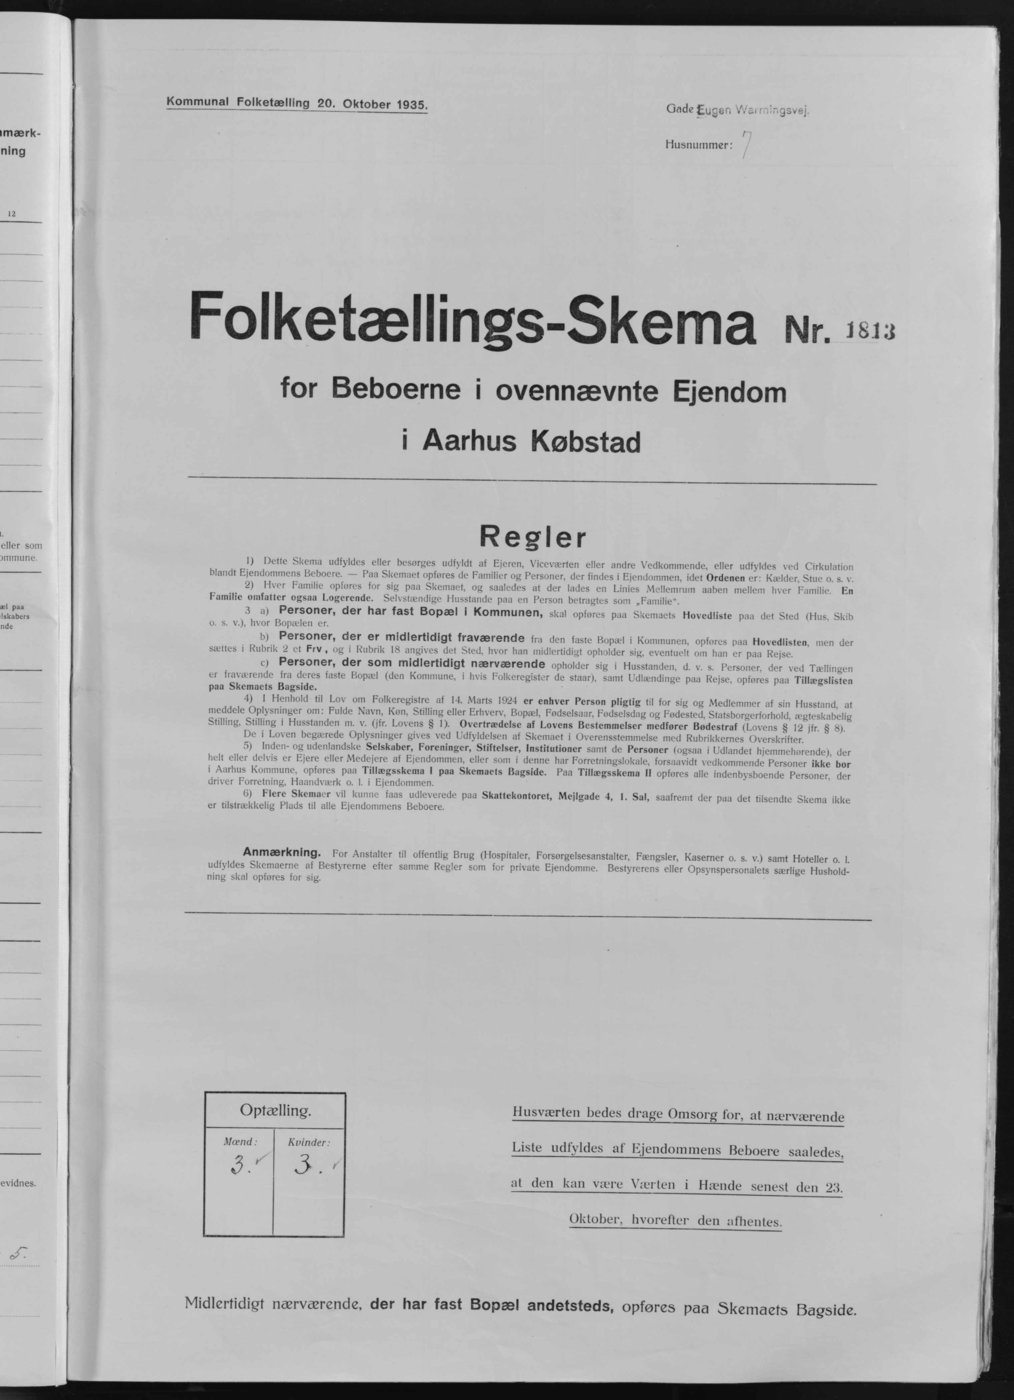 mærk-
ning
12
eller som
ommune.
æl paa
lskabers
nde
evidnes.
5.
Kommunal Folketælling 20. Oktober 1935.
Gade Eugen Warmingsvej.
Husnummer: 7
Folketællings-Skema Nr. 1813
for Beboerne i ovennævnte Ejendom
i Aarhus Købstad
Regler
1) Dette Skema udfyldes eller besørges udfyldt af Ejeren, Viceværten eller andre Vedkommende, eller udfyldes ved Cirkulation
blandt Ejendommens Beboere. — Paa Skemaet opføres de Familier og Personer, der findes i Ejendommen, idet Ordenen er: Kælder, Stue o. s. v.
2) Hver Familie opføres for sig paa Skemaet, og saaledes at der lades en Linies Mellemrum aaben mellem hver Familie. En
Familie omfatter ogsaa Logerende. Selvstændige Husstande paa en Person betragtes som „Familie“.
3 a) Personer, der har fast Bopæl i Kommunen, skal opføres paa Skemaets Hovedliste paa det Sted (Hus, Skib
o. s. v.), hvor Bopælen er.
b) Personer, der er midlertidigt fraværende fra den faste Bopæl i Kommunen, opføres paa Hovedlisten, men der
sættes i Rubrik 2 et Frv., og i Rubrik 18 angives det Sted, hvor han midlertidigt opholder sig, eventuelt om han er paa Rejse.
c) Personer, der som midlertidigt nærværende opholder sig i Husstanden, d. v. s. Personer, der ved Tællingen
er fraværende fra deres faste Bopæl (den Kommune, i hvis Folkeregister de staar), samt Udlændinge paa Rejse, opføres paa Tillægslisten
paa Skemaets Bagside.
4) I Henhold til Lov om Folkeregistre af 14. Marts 1924 er enhver Person pligtig til for sig og Medlemmer af sin Husstand, at
meddele Oplysninger om: Fulde Navn, Køn, Stilling eller Erhverv, Bopæl, Fødselsaar, Fødselsdag og Fødested, Statsborgerforhold, ægteskabelig
Stilling, Stilling i Husstanden m. v. (jfr. Lovens § 1). Overtrædelse af Lovens Bestemmelser medfører Bødestraf (Lovens § 12 jfr. § 8).
De i Loven begærede Oplysninger gives ved Udfyldelsen af Skemaet i Overensstemmelse med Rubrikkernes Overskrifter.
5) Inden- og udenlandske Selskaber, Foreninger, Stiftelser, Institutioner samt de Personer (ogsaa i Udlandet hjemmehørende), der
helt eller delvis er Ejere eller Medejere af Ejendommen, eller som i denne har Forretningslokale, forsaavidt vedkommende Personer ikke bor
i Aarhus Kommune, opføres paa Tillægsskema I paa Skemaets Bagside. Paa Tillægsskema II opføres alle indenbysboende Personer, der
driver Forretning, Haandværk o. l. i Ejendommen.
6) Flere Skemaer vil kunne faas udleverede paa Skattekontoret, Mejlgade 4, 1. Sal, saafremt der paa det tilsendte Skema ikke
er tilstrækkelig Plads til alle Ejendommens Beboere.
Anmærkning. For Anstalter til offentlig Brug (Hospitaler, Forsørgelsesanstalter, Fængsler, Kaserner o. s. v.) samt Hoteller o. l.
udfyldes Skemaerne af Bestyrerne efter samme Regler som for private Ejendomme. Bestyrerens eller Opsynspersonalets særlige Hushold-
ning skal opføres for sig.
Optælling.
Mænd: Kvinder:
3. 3.
Husværten bedes drage Omsorg for, at nærværende
Liste udfyldes af Ejendommens Beboere saaledes,
at den kan være Værten i Hænde senest den 23.
Oktober, hvorefter den afhentes.
Midlertidigt nærværende, der har fast Bopæl andetsteds, opføres paa Skemaets Bagside.